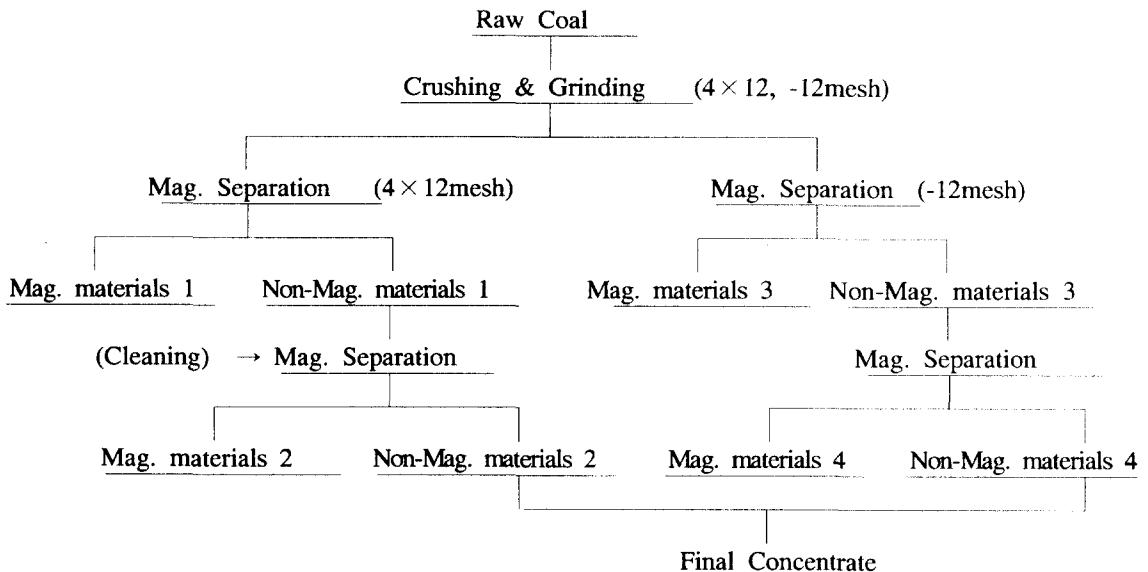 Raw Coal
Crushing & Grinding (4×12, -12mesh)
Mag. Separation (4×12mesh) Mag. Separation (-12mesh)
Mag. materials 1 Non-Mag. materials 1 Mag. materials 3 Non-Mag. materials 3
(Cleaning) → Mag. Separation Mag. Separation
Mag. materials 2 Non-Mag. materials 2 Mag. materials 4 Non-Mag. materials 4
Final Concentrate